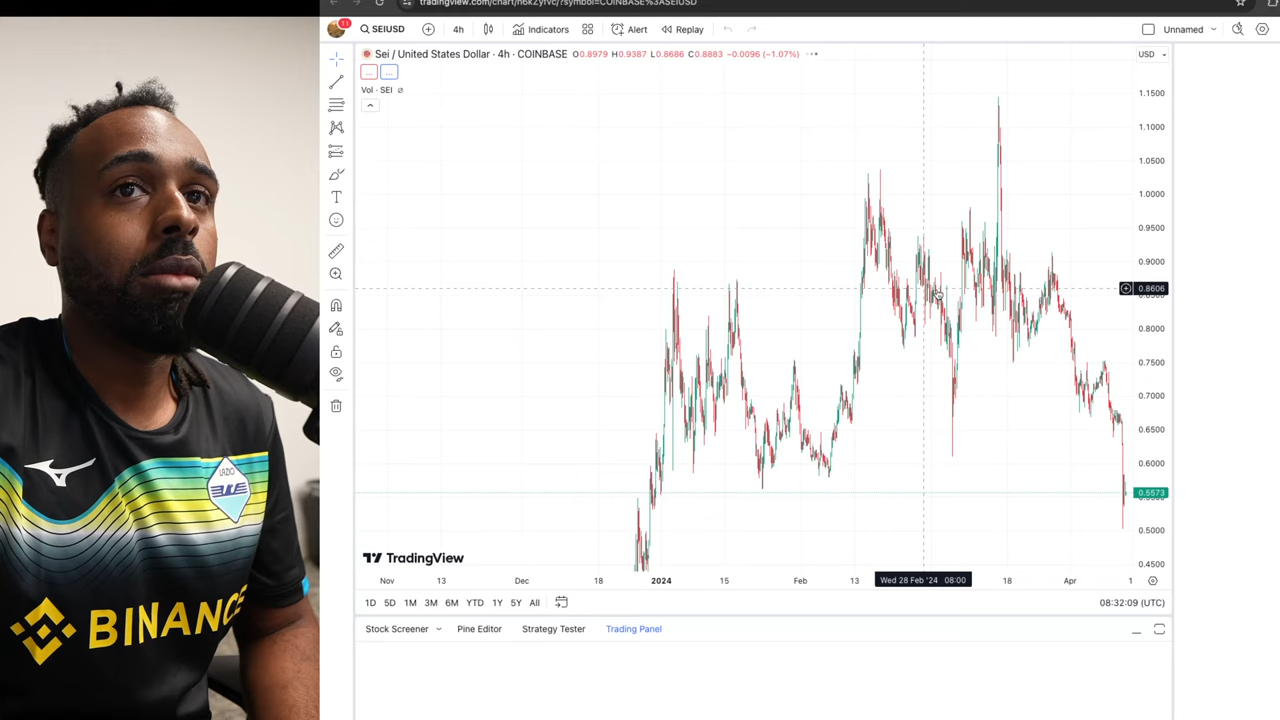 tradingview.com/chart/n6kZyfvc/?symbol=COINBASE%3ASEIUSD
11 SEIUSD 4h Indicators Alert Replay Unnamed
Sei / United States Dollar · 4h · COINBASE O0.8979 H0.9387 L0.8686 C0.8883 −0.0096 (−1.07%)
USD
Vol · SEI
1.1500
1.1000
1.0500
1.0000
0.9500
0.9000
0.8606
0.8000
0.7500
0.7000
0.6500
0.6000
0.5573
0.5000
0.4500
TradingView
Nov 13 Dec 18 2024 15 Feb 13 Wed 28 Feb '24 08:00 18 Apr 1
1D 5D 1M 3M 6M YTD 1Y 5Y All 08:32:09 (UTC)
Stock Screener Pine Editor Strategy Tester Trading Panel
LAZIO
BINANCE